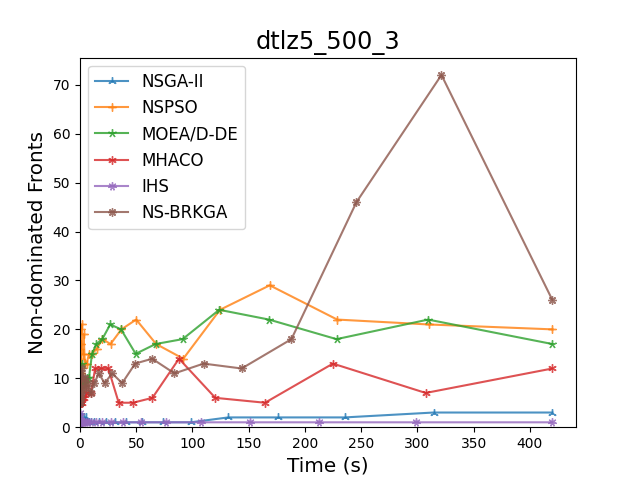 dtlz5_500_3
NSGA-II
NSPSO
MOEA/D-DE
MHACO
IHS
NS-BRKGA
Non-dominated Fronts
70
60
50
40
30
20
10
0
0 50 100 150 200 250 300 350 400
Time (s)